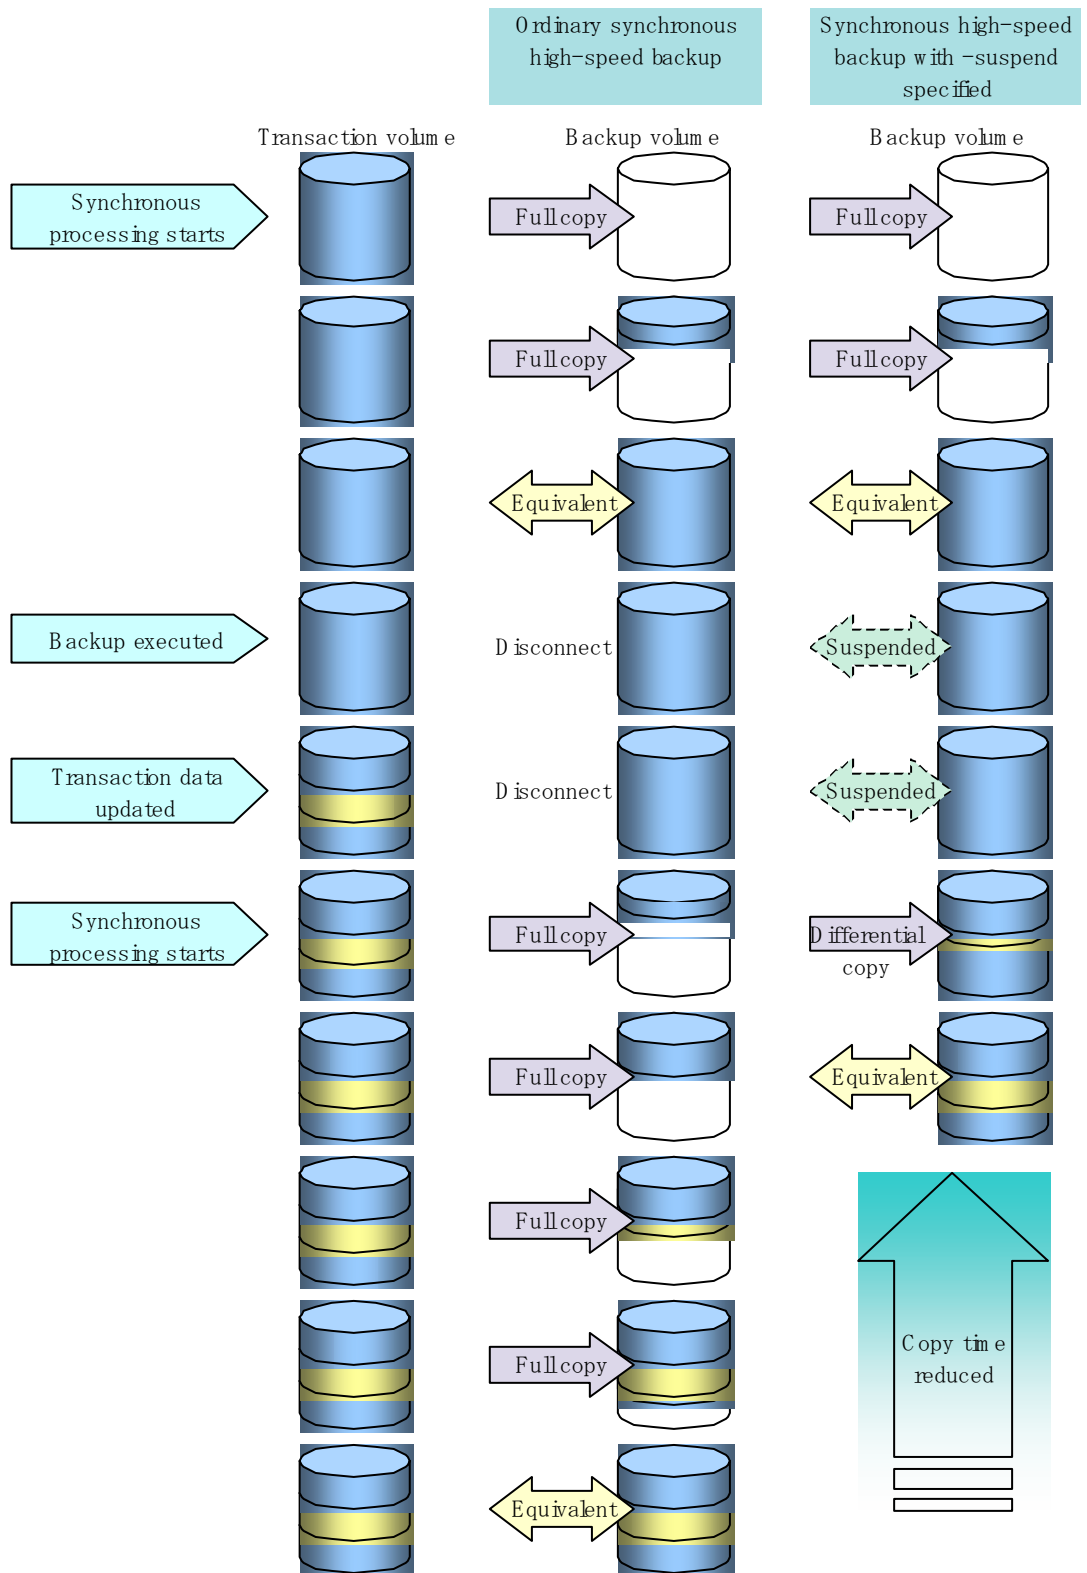 Ordinary synchronous
high-speed backup
Synchronous high-speed
backup with -suspend
specified
Transaction volume
Backup volume
Backup volume
Synchronous
processing starts
Full copy
Full copy
Full copy
Full copy
Equivalent
Equivalent
Backup executed
Disconnect
Suspended
Transaction data
updated
Disconnect
Suspended
Synchronous
processing starts
Full copy
Differential
copy
Full copy
Equivalent
Full copy
Full copy
Copy time
reduced
Equivalent